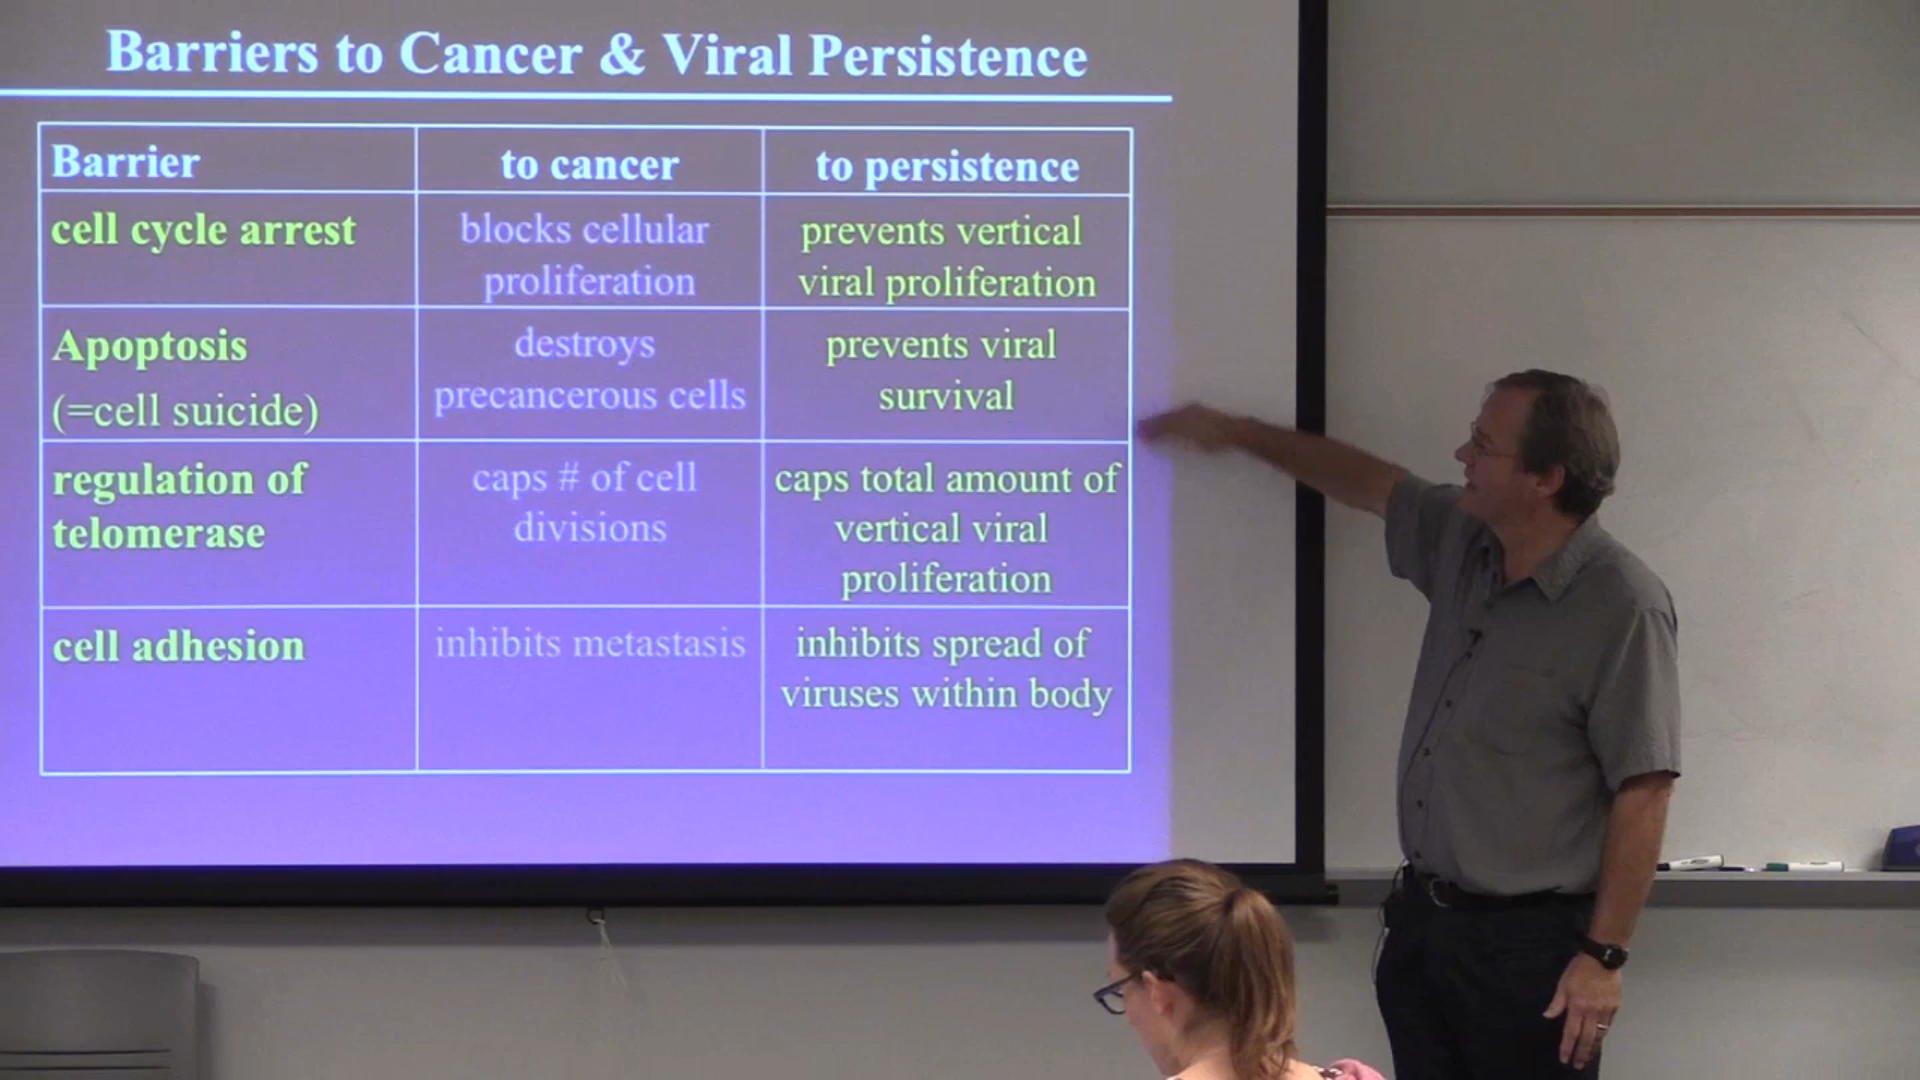 Barriers to Cancer & Viral Persistence
Barrier
to cancer
to persistence
cell cycle arrest
blocks cellular
proliferation
prevents vertical
viral proliferation
Apoptosis
(=cell suicide)
destroys
precancerous cells
prevents viral
survival
regulation of
telomerase
caps # of cell
divisions
caps total amount of
vertical viral
proliferation
cell adhesion
inhibits metastasis
inhibits spread of
viruses within body